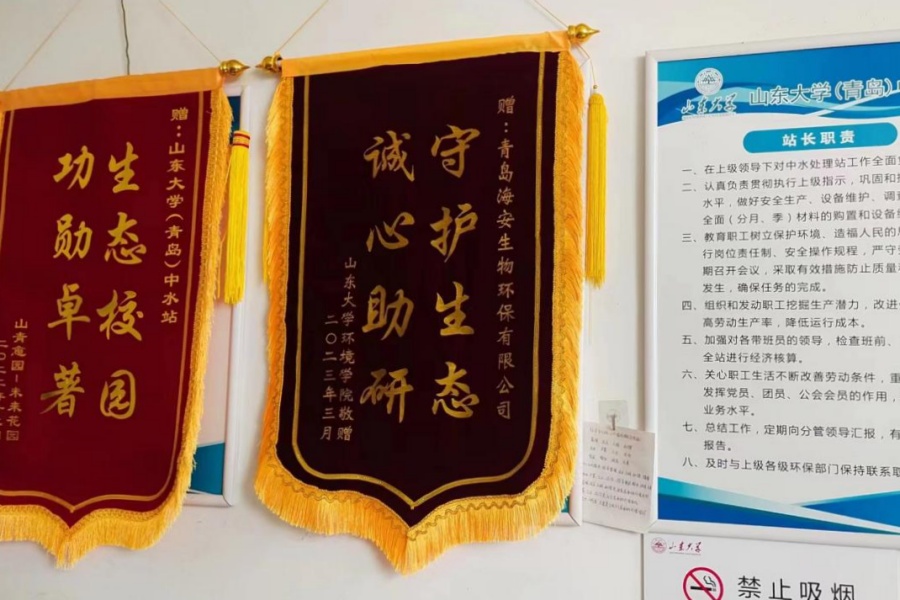 赠：山东大学（青岛）中水站
生态校园
功勋卓著
赠：青岛海安生物环保有限公司
守护生态
诚心助研
山东大学环境学院敬赠
二〇二三年三月
山东大学
山东大学（青岛）
站长职责
一、在上级领导下对中水处理站工作全面
二、认真负责贯彻执行上级指示，巩固和
水平，做好安全生产、设备维护、调
全面（分月、季）材料的购置和设备
三、教育职工树立保护环境、造福人民的
行岗位责任制、安全操作规程，严守
期召开会议，采取有效措施防止质量
发生，确保任务的完成。
四、组织和发动职工挖掘生产潜力，改进
高劳动生产率，降低运行成本。
五、加强对各带班员的领导，检查班前、
全站进行经济核算。
六、关心职工生活不断改善劳动条件，重
发挥党员、团员、公会会员的作用，
业务水平。
七、总结工作，定期向分管领导汇报，有
报告。
八、及时与上级各级环保部门保持联系取
山东大学
禁止吸烟